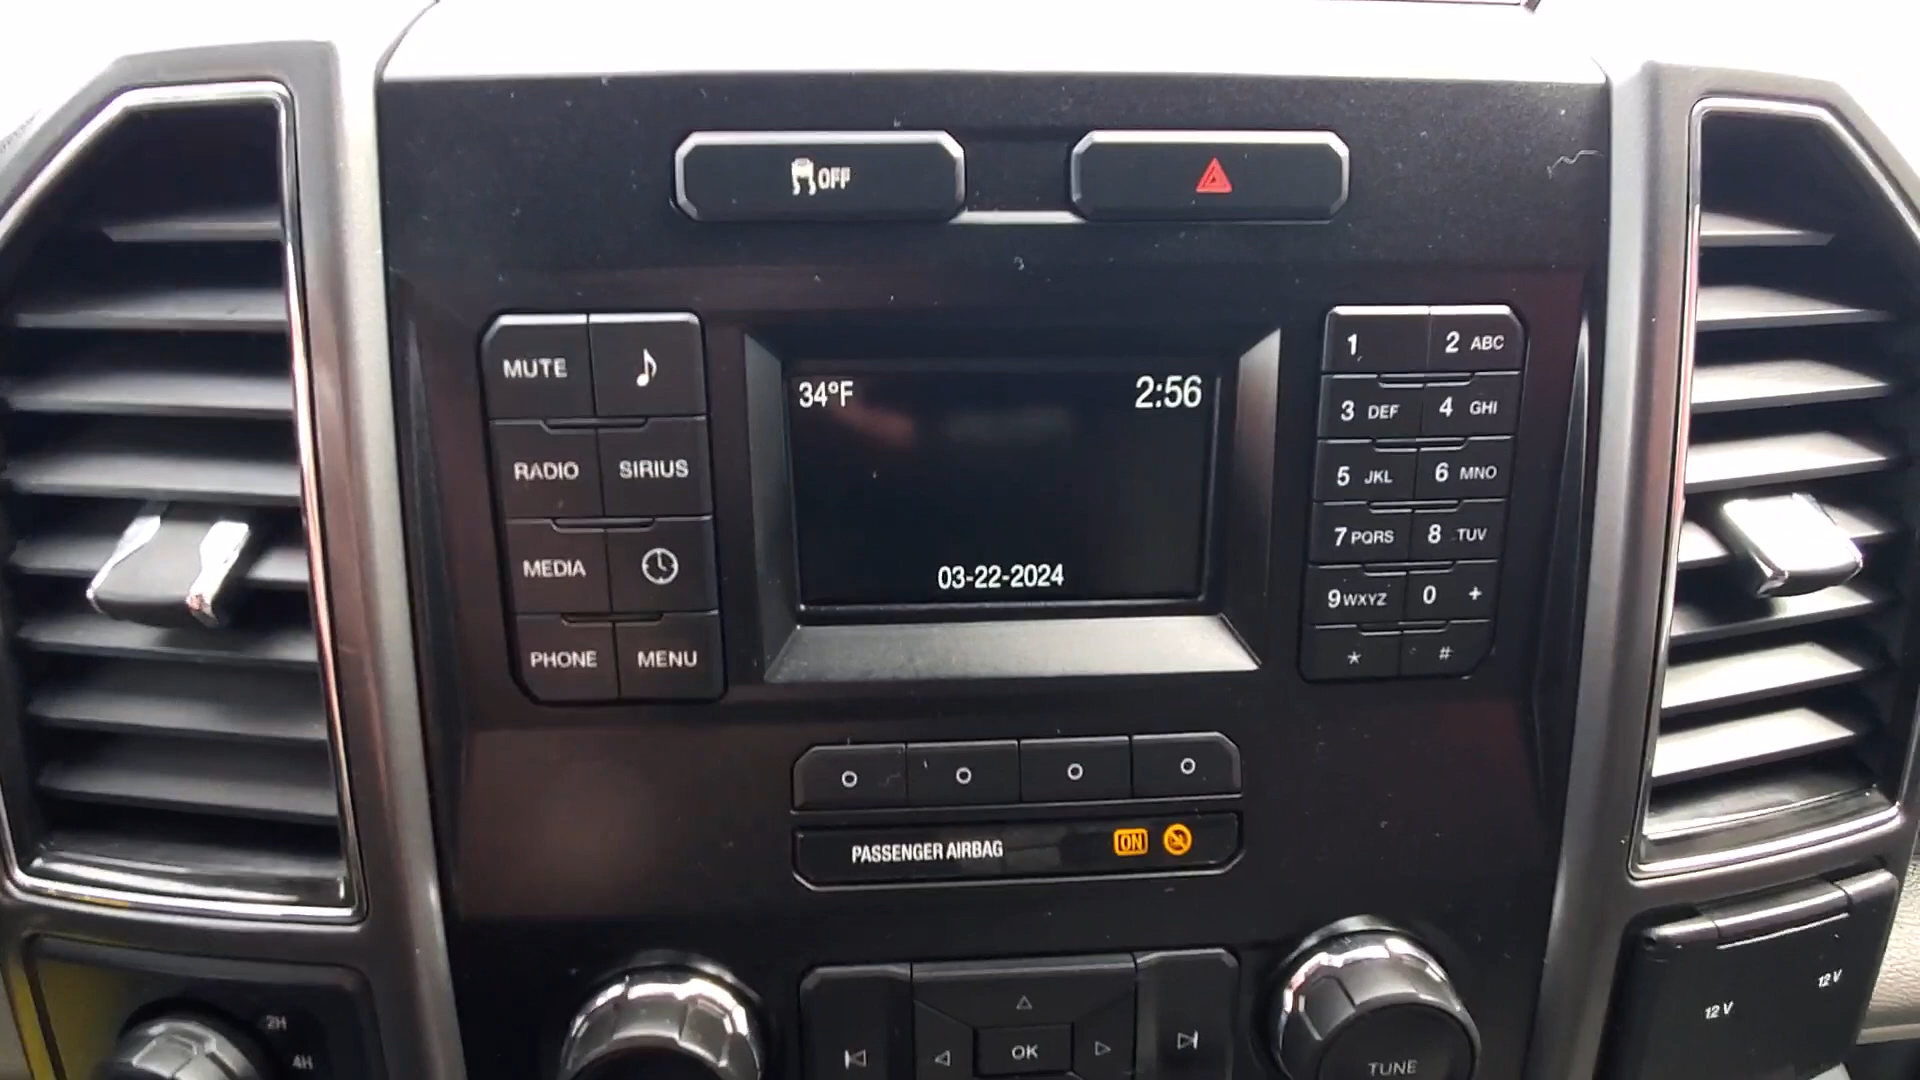 OFF
34°F 2:56
03-22-2024
MUTE
RADIO SIRIUS
MEDIA
PHONE MENU
1 2 ABC
3 DEF 4 GHI
5 JKL 6 MNO
7 PQRS 8 TUV
9 WXYZ 0 +
* #
PASSENGER AIRBAG ON
2H
4H
OK
TUNE
12 V
12 V